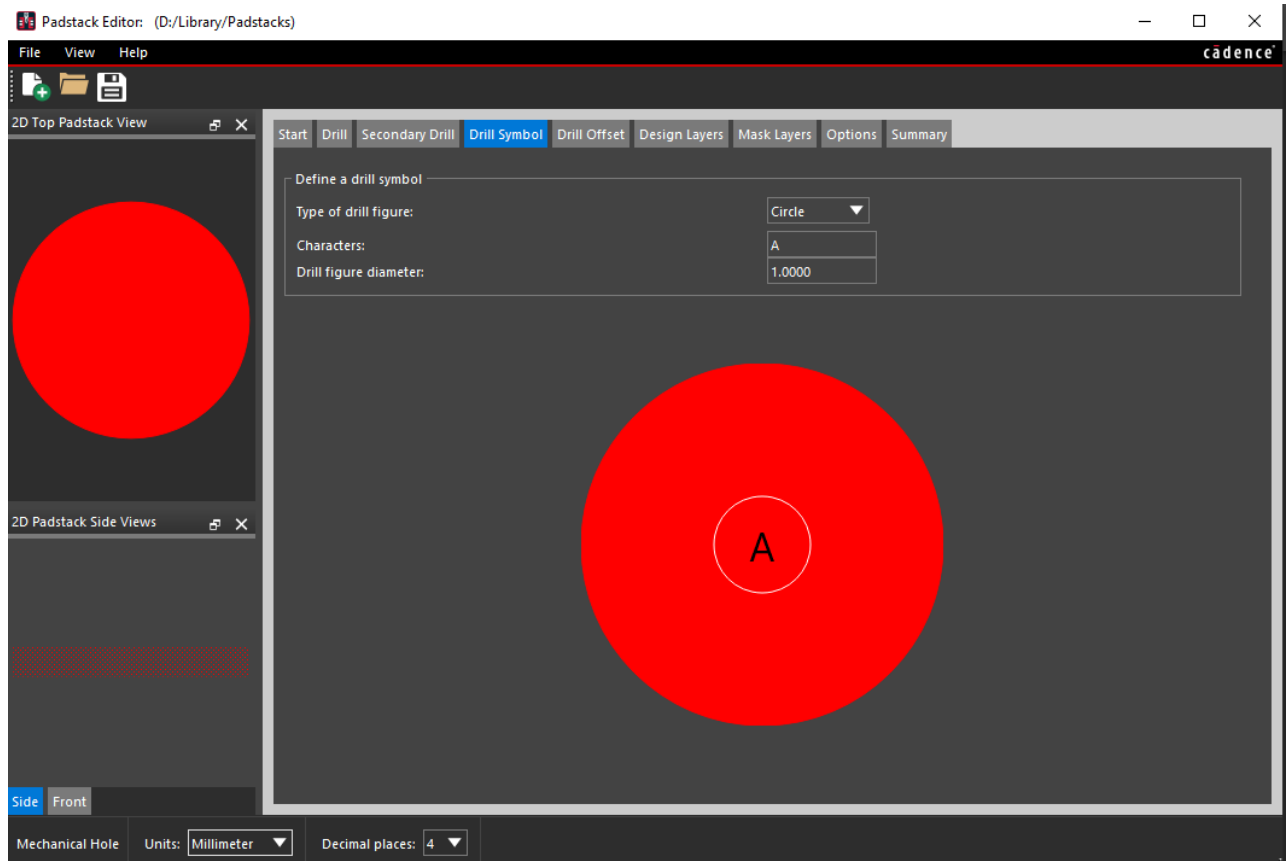 Padstack Editor: (D:/Library/Padstacks)
File View Help
cādence
2D Top Padstack View
Start Drill Secondary Drill Drill Symbol Drill Offset Design Layers Mask Layers Options Summary
Define a drill symbol
Type of drill figure: Circle
Characters: A
Drill figure diameter: 1.0000
A
2D Padstack Side Views
Side Front
Mechanical Hole Units: Millimeter Decimal places: 4